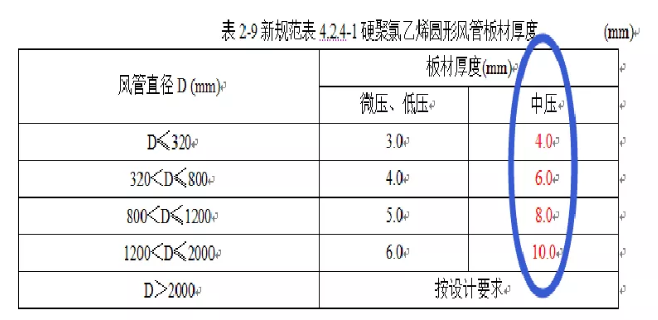 表 2-9 新规范表 4.2.4-1 硬聚氯乙烯圆形风管板材厚度 (mm)
风管直径 D (mm) 板材厚度(mm)
微压、低压 中压
D≤320 3.0 4.0
320<D≤800 4.0 6.0
800<D≤1200 5.0 8.0
1200<D≤2000 6.0 10.0
D>2000 按设计要求